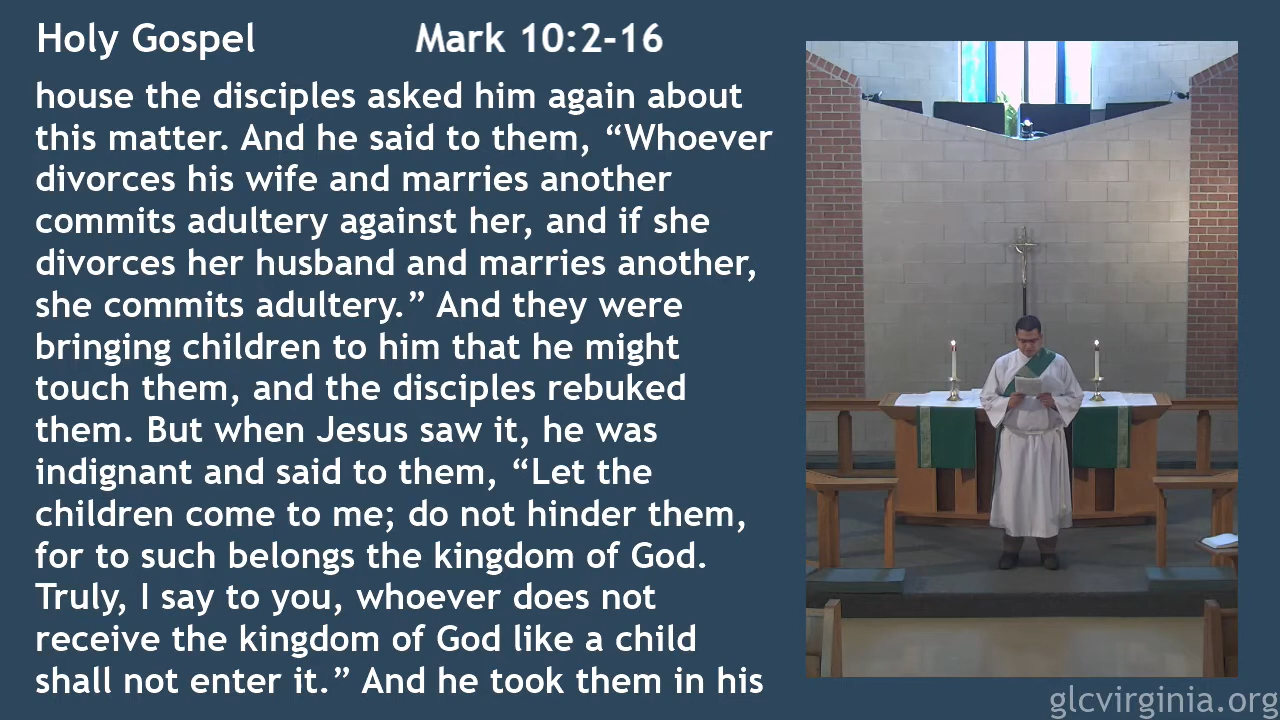 Holy Gospel Mark 10:2-16
house the disciples asked him again about
this matter. And he said to them, “Whoever
divorces his wife and marries another
commits adultery against her, and if she
divorces her husband and marries another,
she commits adultery.” And they were
bringing children to him that he might
touch them, and the disciples rebuked
them. But when Jesus saw it, he was
indignant and said to them, “Let the
children come to me; do not hinder them,
for to such belongs the kingdom of God.
Truly, I say to you, whoever does not
receive the kingdom of God like a child
shall not enter it.” And he took them in his
glcvirginia.org